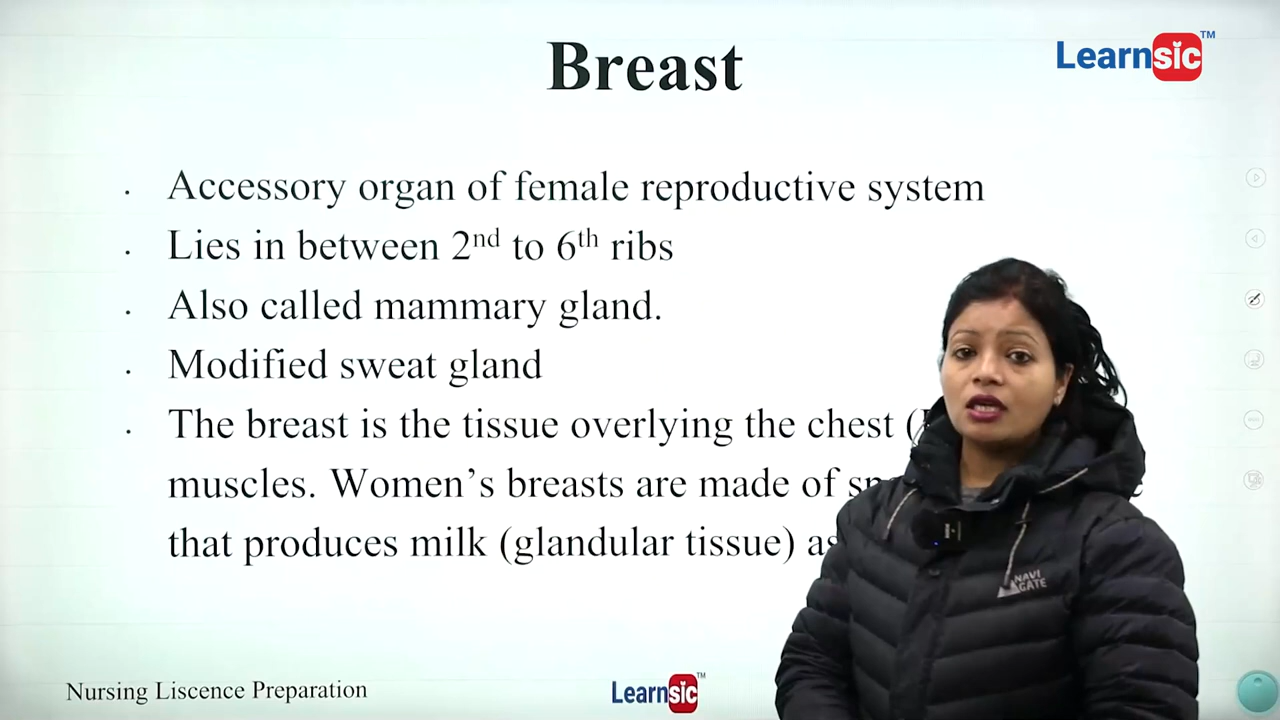 Breast
Learnsic™
· Accessory organ of female reproductive system
· Lies in between 2nd to 6th ribs
· Also called mammary gland.
· Modified sweat gland
· The breast is the tissue overlying the chest (
muscles. Women’s breasts are made of
that produces milk (glandular tissue)
NAVI
GATE
Nursing Liscence Preparation
Learnsic™